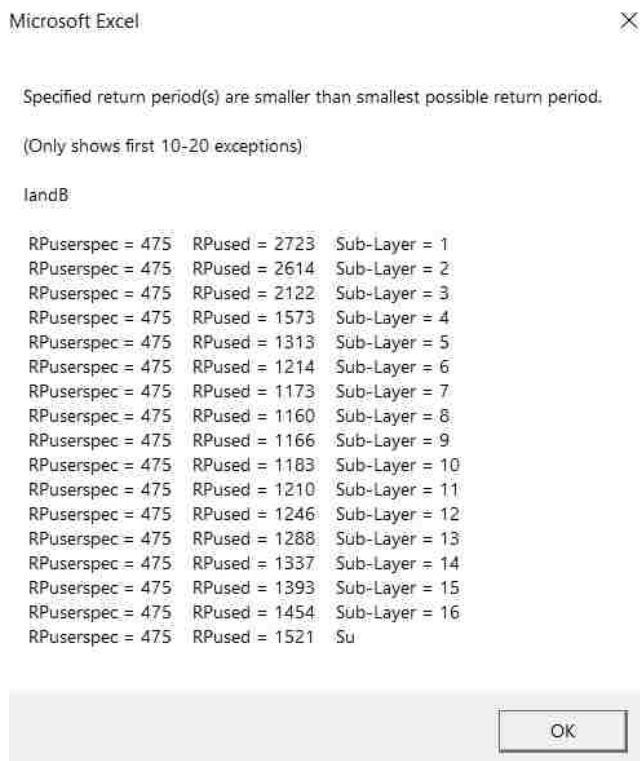 Microsoft Excel
Specified return period(s) are smaller than smallest possible return period.
(Only shows first 10-20 exceptions)
IandB
RPuserspec = 475 RPused = 2723 Sub-Layer = 1
RPuserspec = 475 RPused = 2614 Sub-Layer = 2
RPuserspec = 475 RPused = 2122 Sub-Layer = 3
RPuserspec = 475 RPused = 1573 Sub-Layer = 4
RPuserspec = 475 RPused = 1313 Sub-Layer = 5
RPuserspec = 475 RPused = 1214 Sub-Layer = 6
RPuserspec = 475 RPused = 1173 Sub-Layer = 7
RPuserspec = 475 RPused = 1160 Sub-Layer = 8
RPuserspec = 475 RPused = 1166 Sub-Layer = 9
RPuserspec = 475 RPused = 1183 Sub-Layer = 10
RPuserspec = 475 RPused = 1210 Sub-Layer = 11
RPuserspec = 475 RPused = 1246 Sub-Layer = 12
RPuserspec = 475 RPused = 1288 Sub-Layer = 13
RPuserspec = 475 RPused = 1337 Sub-Layer = 14
RPuserspec = 475 RPused = 1393 Sub-Layer = 15
RPuserspec = 475 RPused = 1454 Sub-Layer = 16
RPuserspec = 475 RPused = 1521 Su
OK